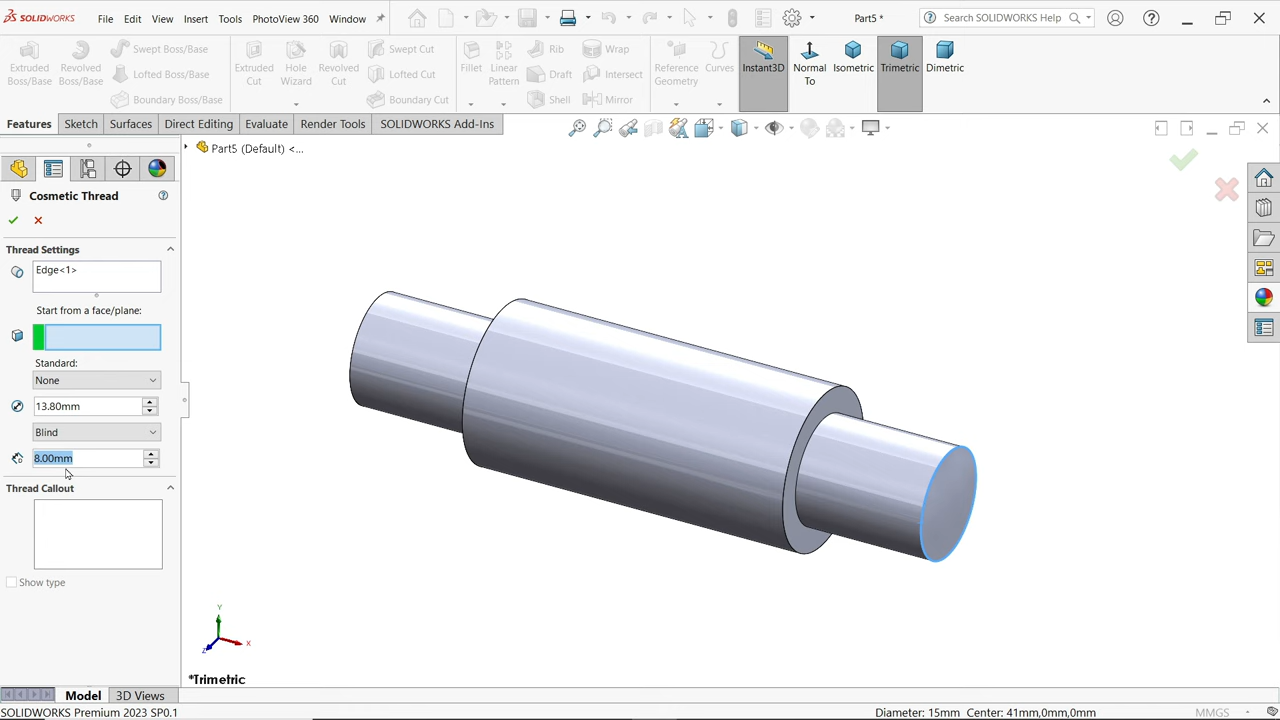 SOLIDWORKS File Edit View Insert Tools PhotoView 360 Window Part5 * Search SOLIDWORKS Help
Extruded Boss/Base
Revolved Boss/Base
Swept Boss/Base
Lofted Boss/Base
Boundary Boss/Base
Extruded Cut
Hole Wizard
Revolved Cut
Swept Cut
Lofted Cut
Boundary Cut
Fillet
Linear Pattern
Rib
Draft
Shell
Wrap
Intersect
Mirror
Reference Geometry
Curves
Instant3D
Normal To
Isometric
Trimetric
Dimetric
Features Sketch Surfaces Direct Editing Evaluate Render Tools SOLIDWORKS Add-Ins
Part5 (Default) <...
Cosmetic Thread
Thread Settings
Edge<1>
Start from a face/plane:
Standard:
None
13.80mm
Blind
8.00mm
Thread Callout
Show type
Y
X
Z
*Trimetric
Model 3D Views
SOLIDWORKS Premium 2023 SP0.1 Diameter: 15mm Center: 41mm,0mm,0mm MMGS